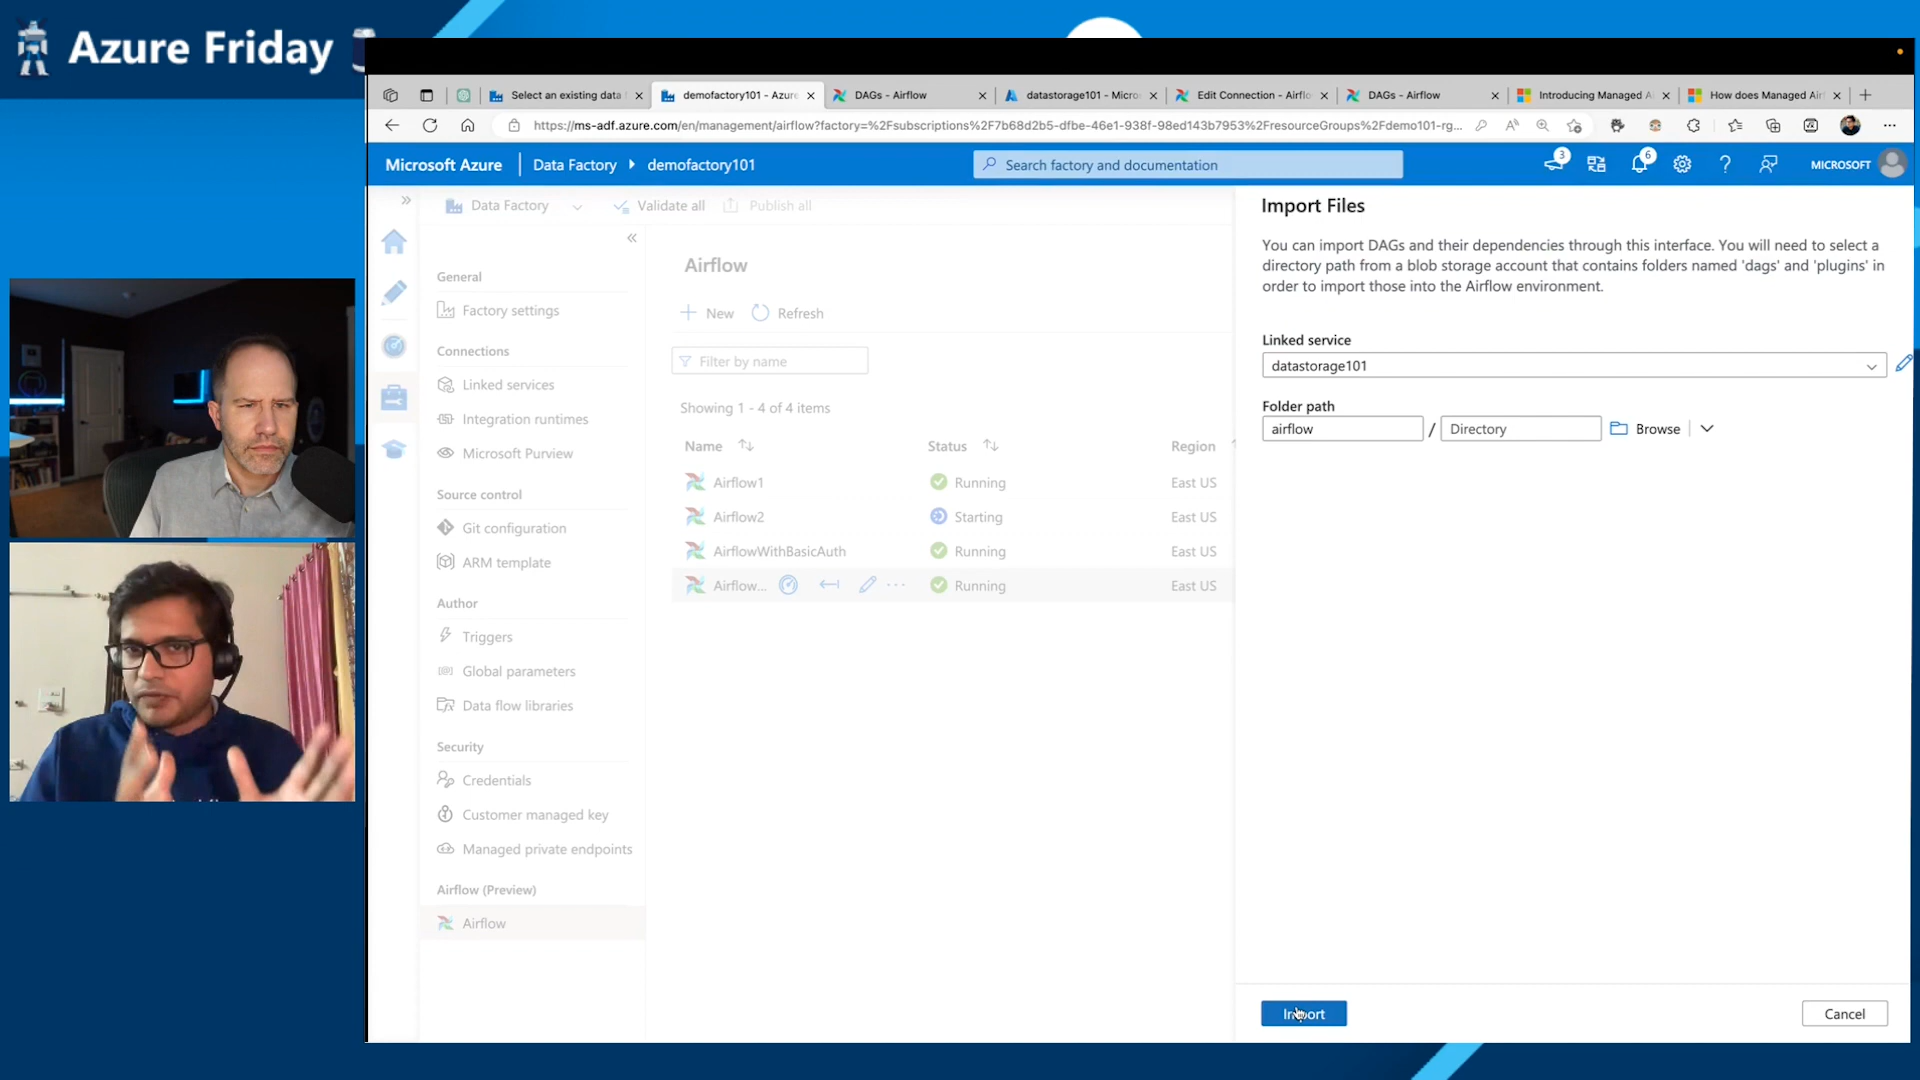 Azure Friday
Select an existing data
demofactory101 - Azure
DAGs - Airflow
datastorage101 - Micro
Edit Connection - Airflo
DAGs - Airflow
Introducing Managed A
How does Managed Air
https://ms-adf.azure.com/en/management/airflow?factory=%2Fsubscriptions%2F7b68d2b5-dfbe-46e1-938f-98ed143b7953%2FresourceGroups%2Fdemo101-rg...
Microsoft Azure
Data Factory
demofactory101
Search factory and documentation
3
6
MICROSOFT
Data Factory
Validate all
Publish all
General
Factory settings
Connections
Linked services
Integration runtimes
Microsoft Purview
Source control
Git configuration
ARM template
Author
Triggers
Global parameters
Data flow libraries
Security
Credentials
Customer managed key
Managed private endpoints
Airflow (Preview)
Airflow
Airflow
New
Refresh
Filter by name
Showing 1 - 4 of 4 items
Name
Status
Region
Airflow1
Running
East US
Airflow2
Starting
East US
AirflowWithBasicAuth
Running
East US
Airflow...
Running
East US
Import Files
You can import DAGs and their dependencies through this interface. You will need to select a
directory path from a blob storage account that contains folders named 'dags' and 'plugins' in
order to import those into the Airflow environment.
Linked service
datastorage101
Folder path
airflow
/
Directory
Browse
Import
Cancel